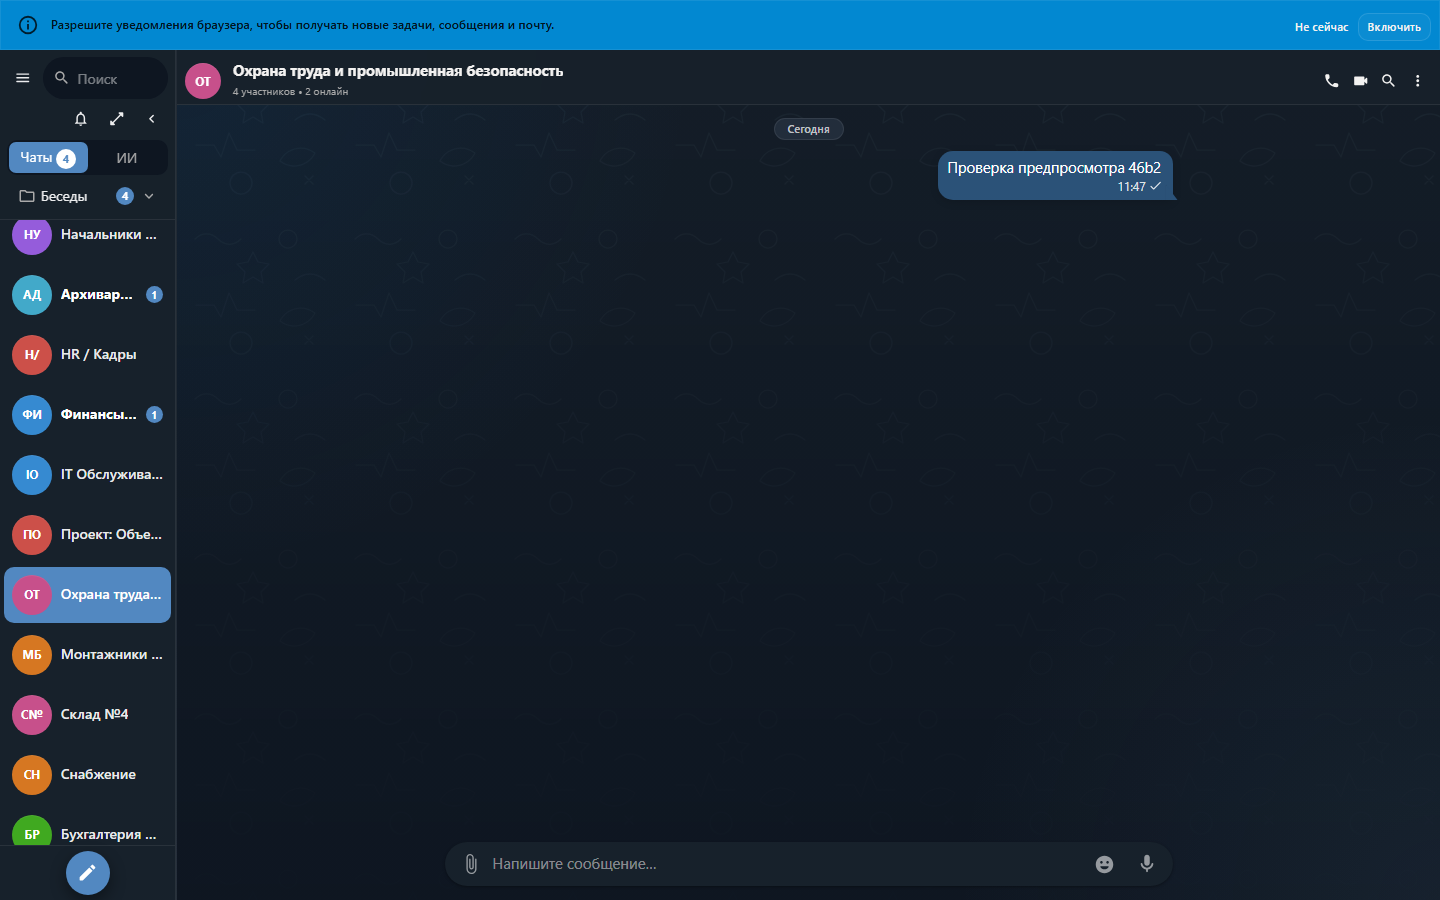 Разрешите уведомления браузера, чтобы получать новые задачи, сообщения и почту.
Не сейчас
Включить
Поиск
Чаты 4
ИИ
Беседы 4
НУ Начальники ...
АД Архивар... 1
Н/ HR / Кадры
ФИ Финансы... 1
IO IT Обслужива...
ПО Проект: Объе...
ОТ Охрана труда...
МБ Монтажники ...
С№ Склад №4
СН Снабжение
БР Бухгалтерия ...
ОТ
Охрана труда и промышленная безопасность
4 участников • 2 онлайн
Сегодня
Проверка предпросмотра 46b2
11:47
Напишите сообщение...